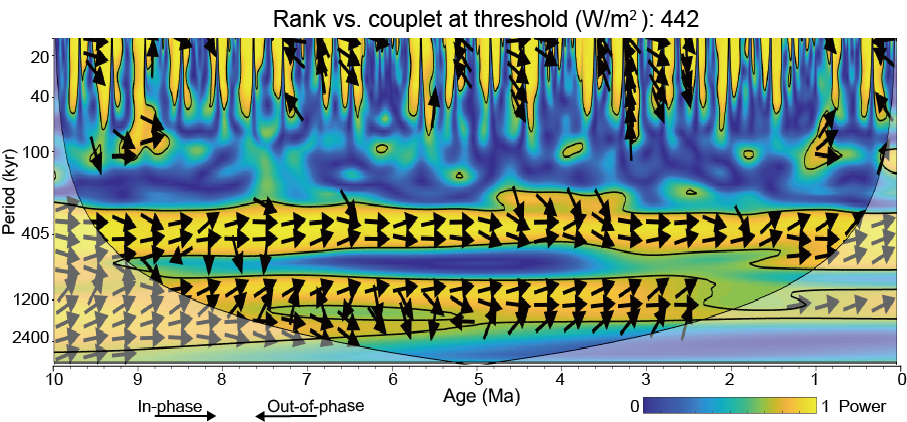 Rank vs. couplet at threshold (W/m²): 442
Period (kyr)
20
40
100
405
1200
2400
10 9 8 7 6 5 4 3 2 1 0
Age (Ma)
In-phase Out-of-phase
0 1 Power